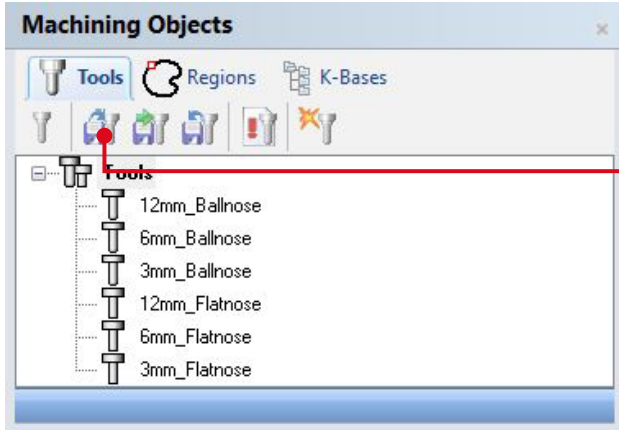 Machining Objects
Tools Regions K-Bases
Tools
12mm_Ballnose
6mm_Ballnose
3mm_Ballnose
12mm_Flatnose
6mm_Flatnose
3mm_Flatnose